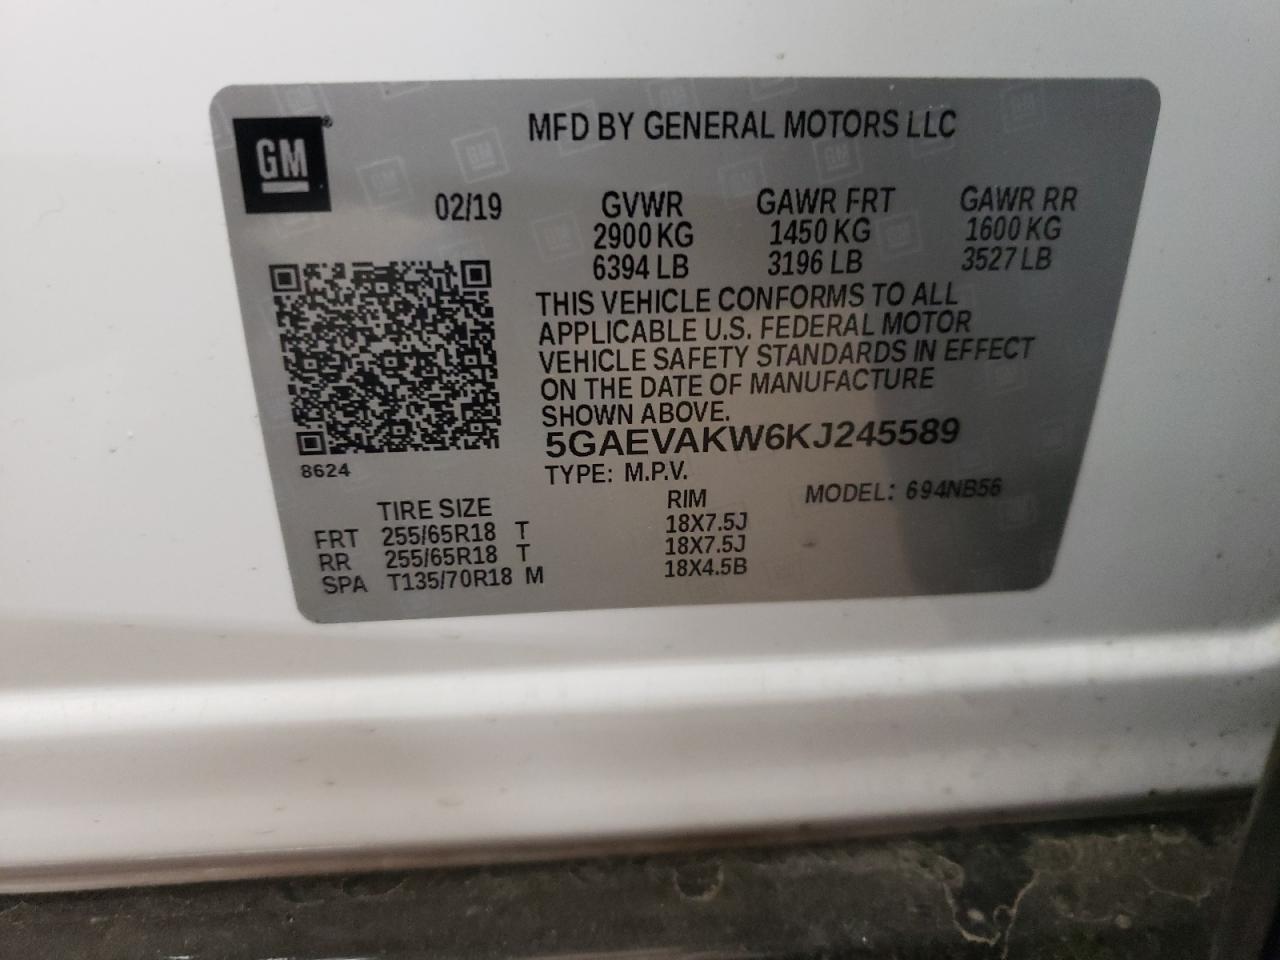 GM®
MFD BY GENERAL MOTORS LLC
02/19 GVWR GAWR FRT GAWR RR
2900 KG 1450 KG 1600 KG
6394 LB 3196 LB 3527 LB
THIS VEHICLE CONFORMS TO ALL
APPLICABLE U.S. FEDERAL MOTOR
VEHICLE SAFETY STANDARDS IN EFFECT
ON THE DATE OF MANUFACTURE
SHOWN ABOVE.
5GAEVAKW6KJ245589
8624
TYPE: M.P.V.
MODEL: 694NB56
TIRE SIZE RIM
FRT 255/65R18 T 18X7.5J
RR 255/65R18 T 18X7.5J
SPA T135/70R18 M 18X4.5B